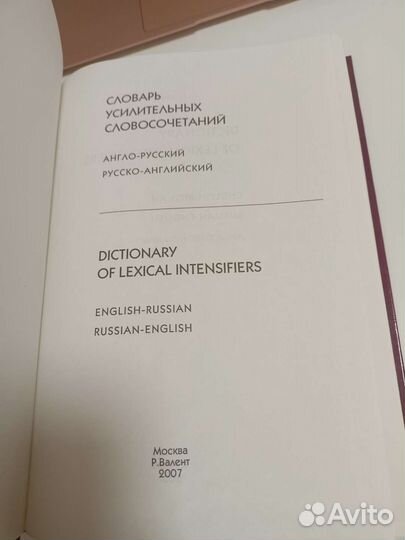 СЛОВАРЬ
УСИЛИТЕЛЬНЫХ
СЛОВОСОЧЕТАНИЙ
АНГЛО-РУССКИЙ
РУССКО-АНГЛИЙСКИЙ
DICTIONARY
OF LEXICAL INTENSIFIERS
ENGLISH-RUSSIAN
RUSSIAN-ENGLISH
Москва
Р.Валент
2007
Avito